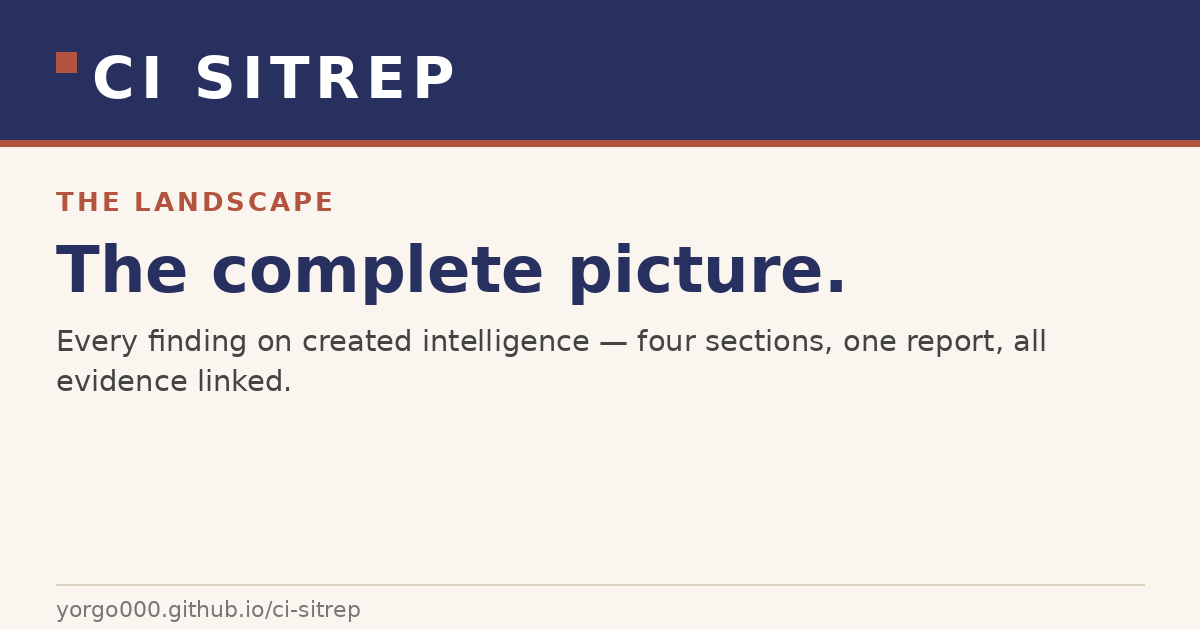 CI SITREP
THE LANDSCAPE
The complete picture.
Every finding on created intelligence — four sections, one report, all
evidence linked.
yorgo000.github.io/ci-sitrep